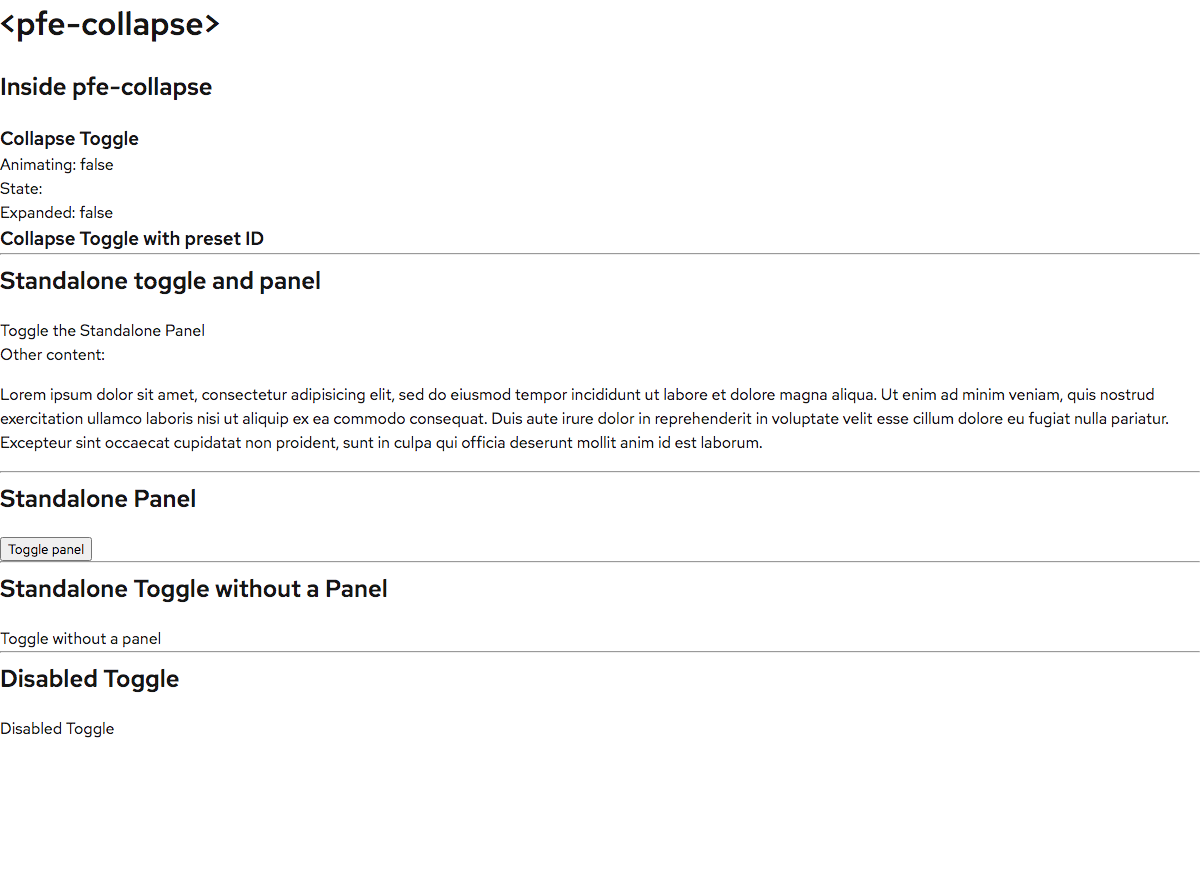 <pfe-collapse>
Inside pfe-collapse
Collapse Toggle
Animating: false
State:
Expanded: false
Collapse Toggle with preset ID
Standalone toggle and panel
Toggle the Standalone Panel
Other content:
Lorem ipsum dolor sit amet, consectetur adipisicing elit, sed do eiusmod tempor incididunt ut labore et dolore magna aliqua. Ut enim ad minim veniam, quis nostrud
exercitation ullamco laboris nisi ut aliquip ex ea commodo consequat. Duis aute irure dolor in reprehenderit in voluptate velit esse cillum dolore eu fugiat nulla pariatur.
Excepteur sint occaecat cupidatat non proident, sunt in culpa qui officia deserunt mollit anim id est laborum.
Standalone Panel
Toggle panel
Standalone Toggle without a Panel
Toggle without a panel
Disabled Toggle
Disabled Toggle